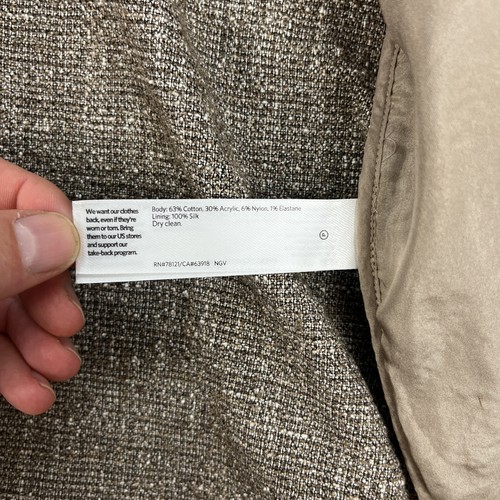 We want our clothes
back, even if they're
worn or torn. Bring
them to our US stores
and support our
take-back program.
Body: 63% Cotton, 30% Acrylic, 6% Nylon, 1% Elastane
Lining: 100% Silk
Dry clean.
RN#78121/CA#63918 NGV